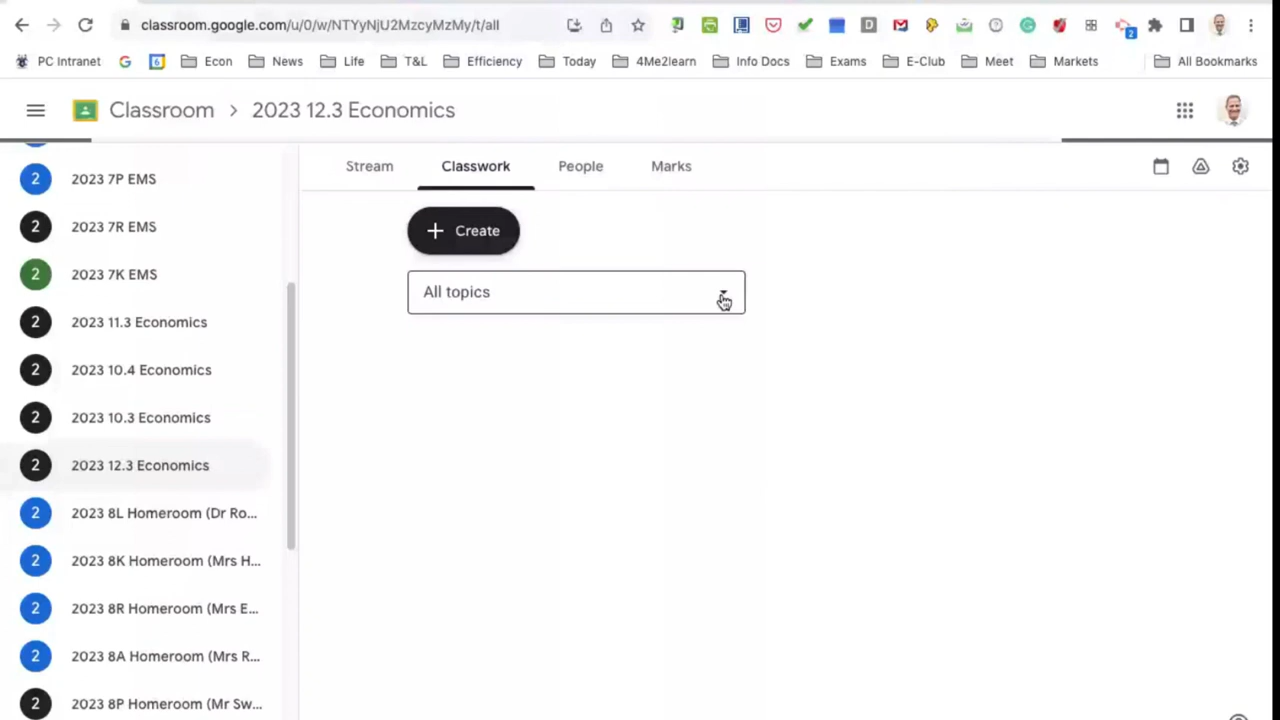 classroom.google.com/u/0/w/NTYyNjU2MzcyMzMy/t/all
D
2
PC Intranet
G
6
Econ
News
Life
T&L
Efficiency
Today
4Me2learn
Info Docs
Exams
E-Club
Meet
Markets
All Bookmarks
Classroom > 2023 12.3 Economics
Stream
Classwork
People
Marks
2 2023 7P EMS
2 2023 7R EMS
2 2023 7K EMS
2 2023 11.3 Economics
2 2023 10.4 Economics
2 2023 10.3 Economics
2 2023 12.3 Economics
2 2023 8L Homeroom (Dr Ro...
2 2023 8K Homeroom (Mrs H...
2 2023 8R Homeroom (Mrs E...
2 2023 8A Homeroom (Mrs R...
2 2023 8P Homeroom (Mr Sw...
+ Create
All topics